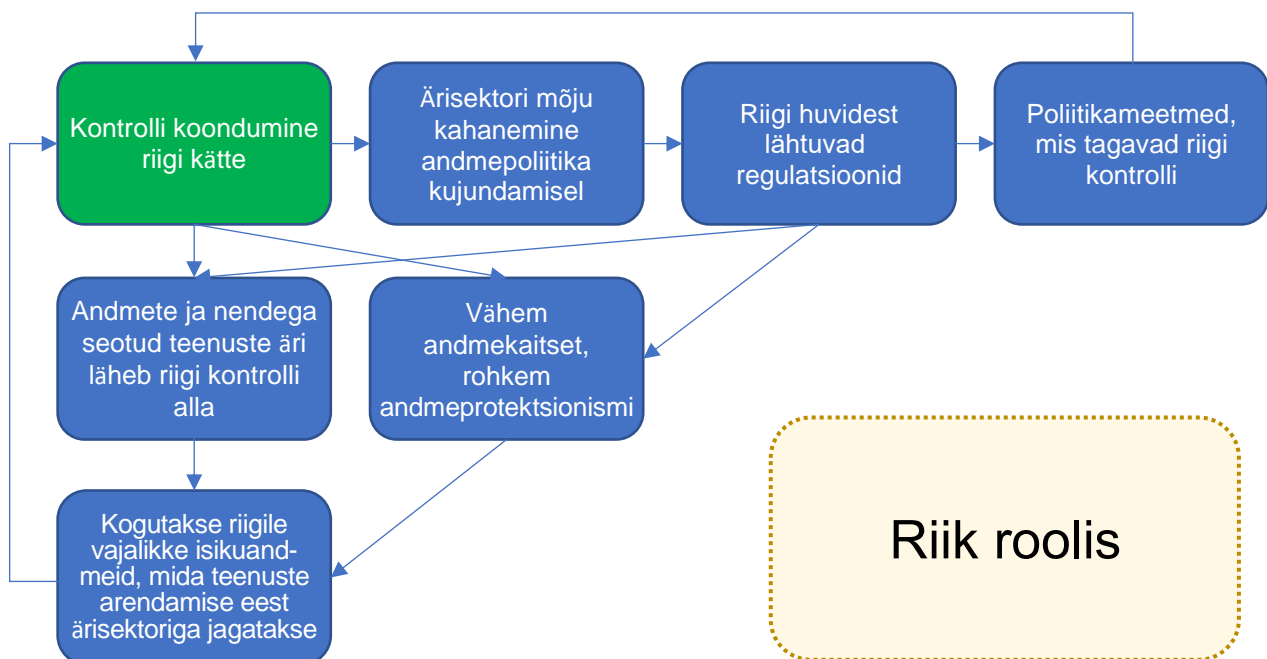 Kontrolli koondumine
riigi kätte
Ärisektori mõju
kahanemine
andmepoliitika
kujundamisel
Riigi huvidest
lähtuvad
regulatsioonid
Poliitikameetmed,
mis tagavad riigi
kontrolli
Andmete ja nendega
seotud teenuste äri
läheb riigi kontrolli
alla
Vähem
andmekaitset,
rohkem
andmeprotektsionismi
Kogutakse riigile
vajalikke isikuand-
meid, mida teenuste
arendamise eest
ärisektoriga jagatakse
Riik roolis